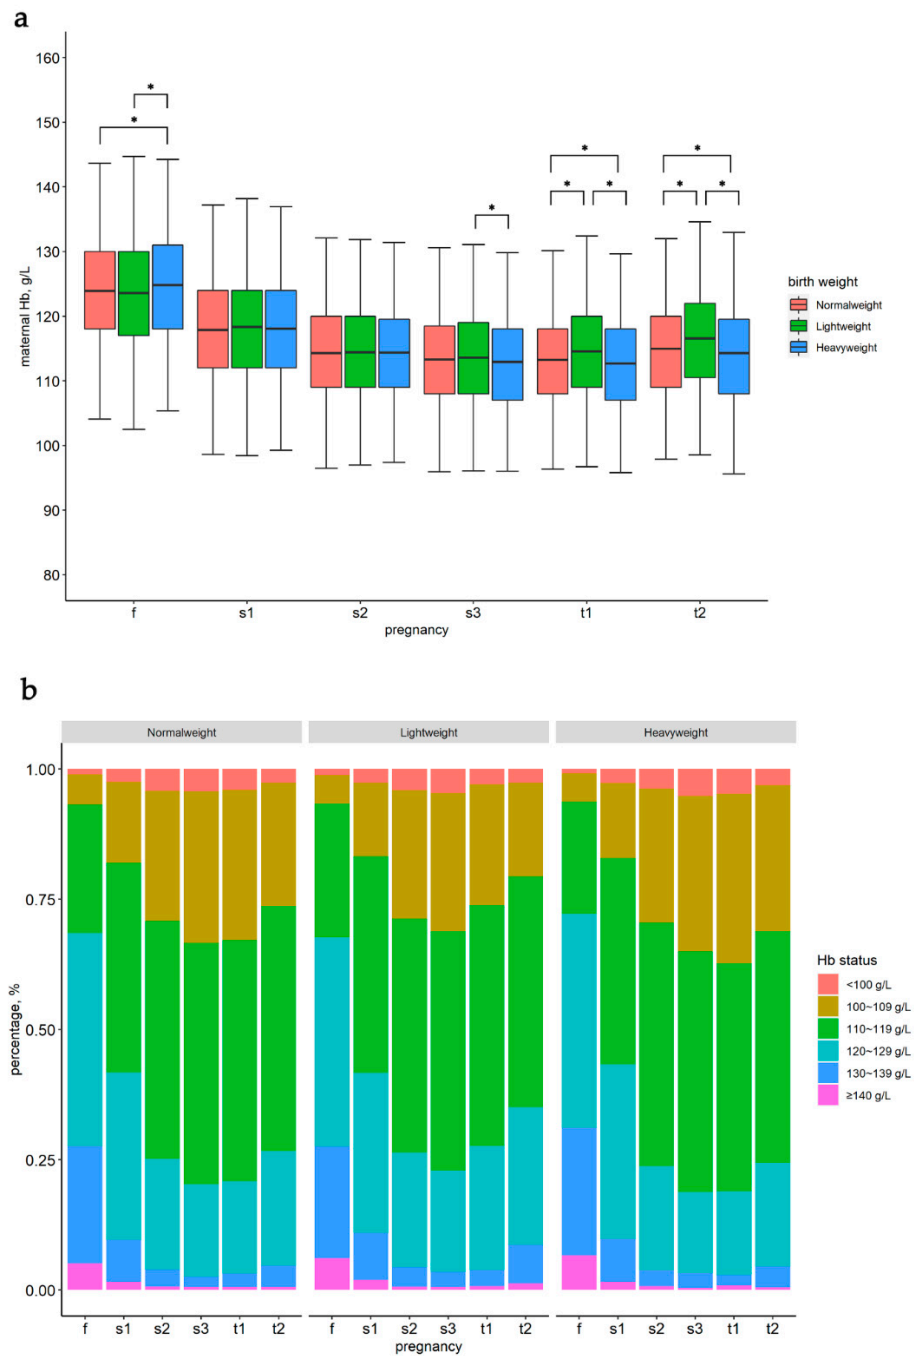 a
160
150
140
130
120
110
100
90
80
maternal Hb, g/L
* * * * * * * * *
f s1 s2 s3 t1 t2
pregnancy
birth weight
Normalweight
Lightweight
Heavyweight
b
Normalweight Lightweight Heavyweight
1.00
0.75
0.50
0.25
0.00
percentage, %
f s1 s2 s3 t1 t2 f s1 s2 s3 t1 t2 f s1 s2 s3 t1 t2
pregnancy
Hb status
<100 g/L
100~109 g/L
110~119 g/L
120~129 g/L
130~139 g/L
≥140 g/L